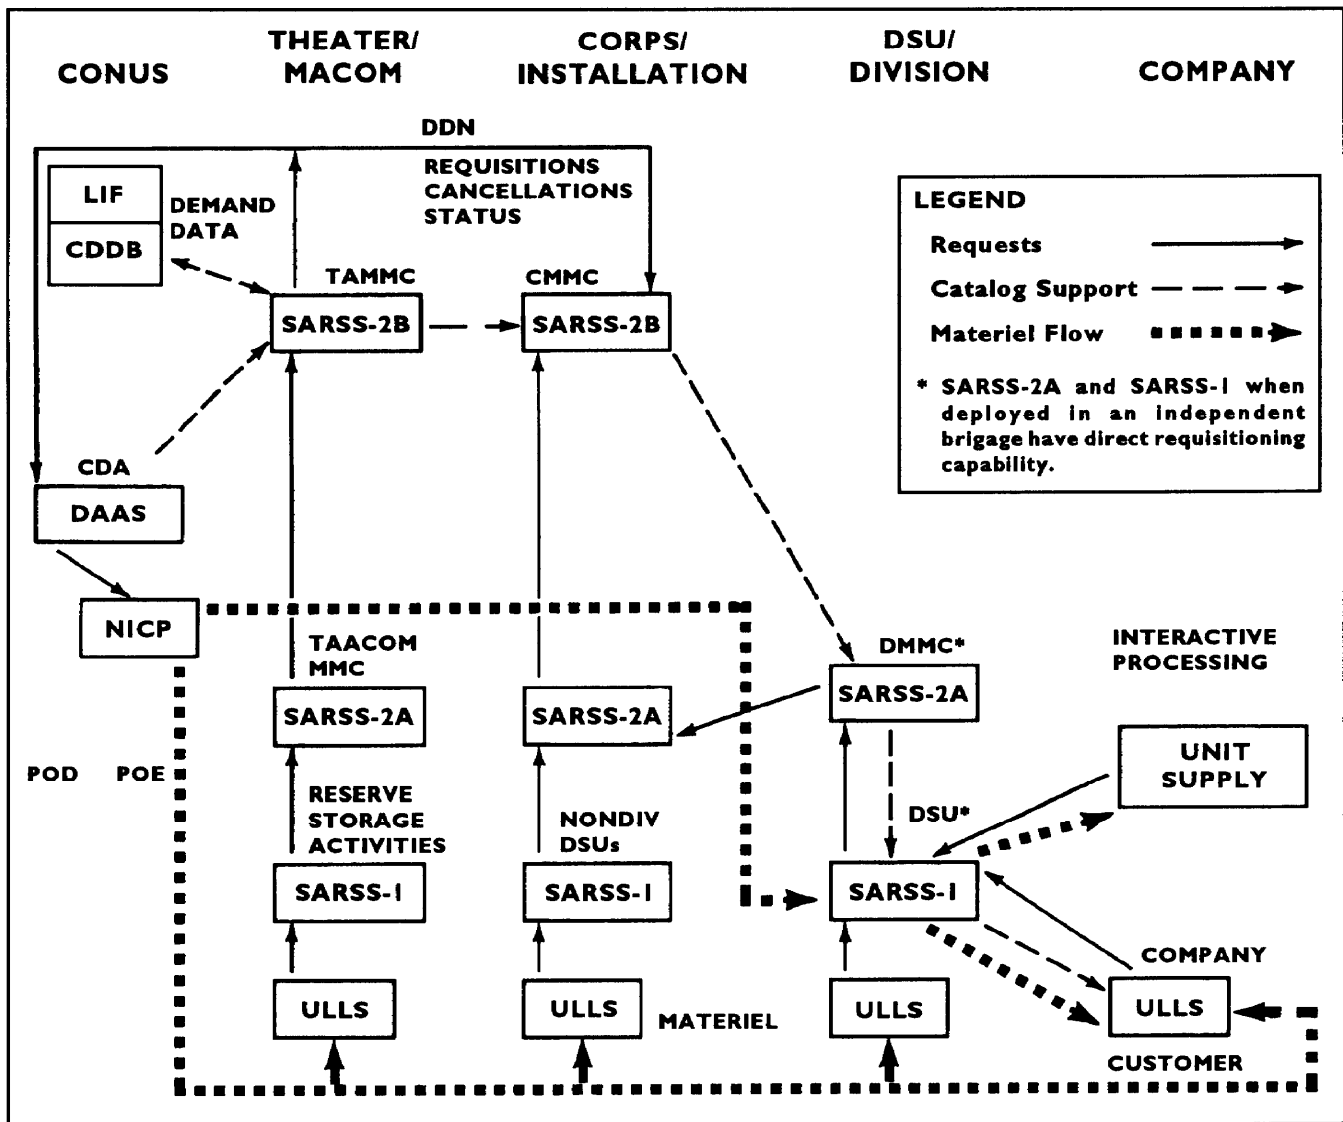 CONUS
THEATER/
MACOM
CORPS/
INSTALLATION
DSU/
DIVISION
COMPANY
DDN
REQUISITIONS
CANCELLATIONS
STATUS
LIF
CDDB
DEMAND
DATA
TAMMC
SARSS-2B
CMMC
SARSS-2B
LEGEND
Requests
Catalog Support
Materiel Flow
* SARSS-2A and SARSS-1 when
deployed in an independent
brigage have direct requisitioning
capability.
CDA
DAAS
NICP
TAACOM
MMC
SARSS-2A
SARSS-2A
DMMC*
SARSS-2A
INTERACTIVE
PROCESSING
UNIT
SUPPLY
POD POE
RESERVE
STORAGE
ACTIVITIES
SARSS-1
NONDIV
DSUs
SARSS-1
DSU*
SARSS-1
COMPANY
ULLS
ULLS
MATERIEL
ULLS
ULLS
CUSTOMER